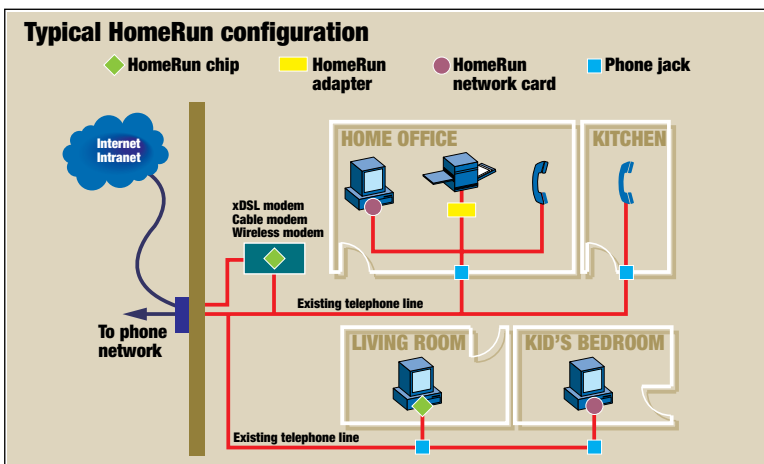 Typical HomeRun configuration
HomeRun chip
HomeRun
adapter
HomeRun
network card
Phone jack
Internet
Intranet
HOME OFFICE
KITCHEN
xDSL modem
Cable modem
Wireless modem
Existing telephone line
To phone
network
LIVING ROOM
KID'S BEDROOM
Existing telephone line